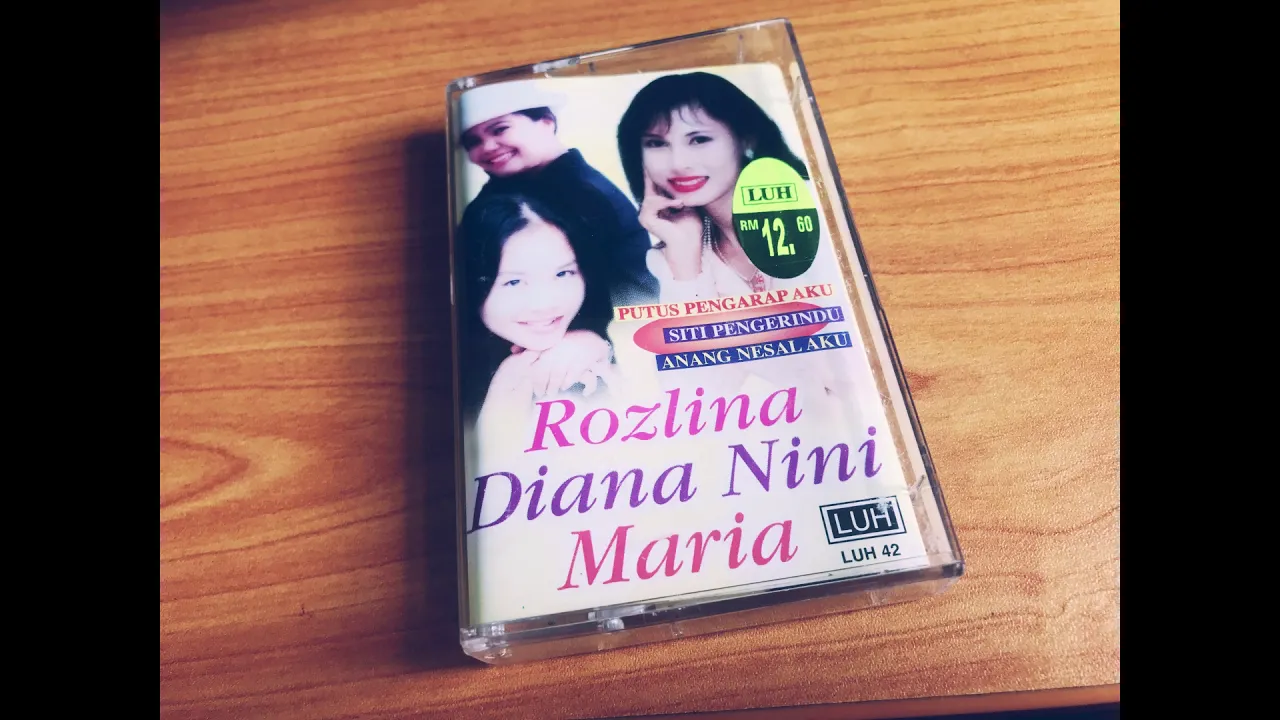 LUH
RM 12.60
PUTUS PENGARAP AKU
SITI PENGERINDU
ANANG NESAL AKU
Rozlina
Diana Nini
Maria
LUH
LUH 42